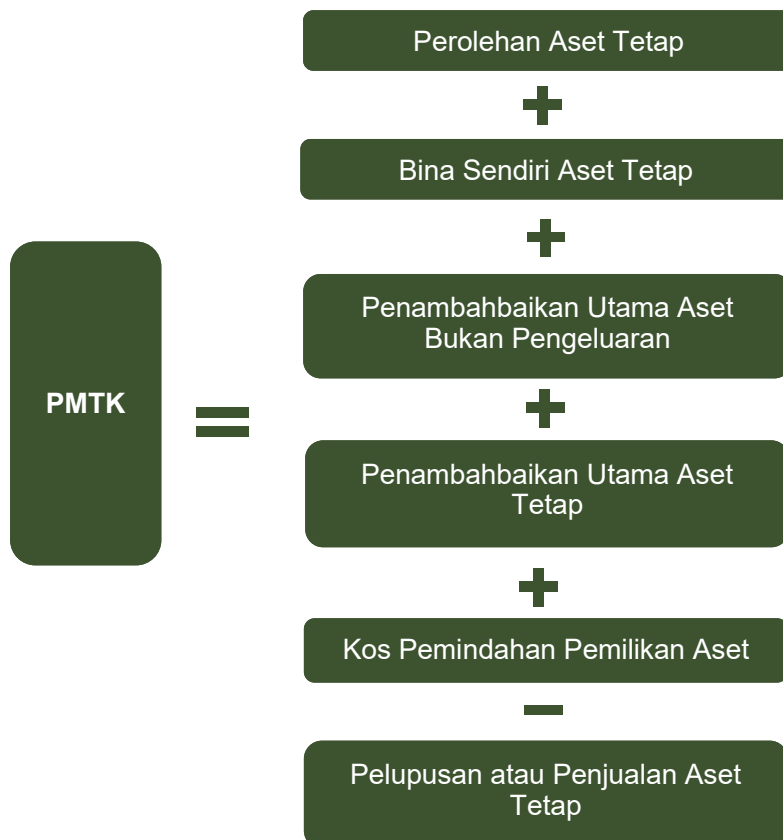 PMTK
=
Perolehan Aset Tetap
+
Bina Sendiri Aset Tetap
+
Penambahbaikan Utama Aset
Bukan Pengeluaran
+
Penambahbaikan Utama Aset
Tetap
+
Kos Pemindahan Pemilikan Aset
−
Pelupusan atau Penjualan Aset
Tetap